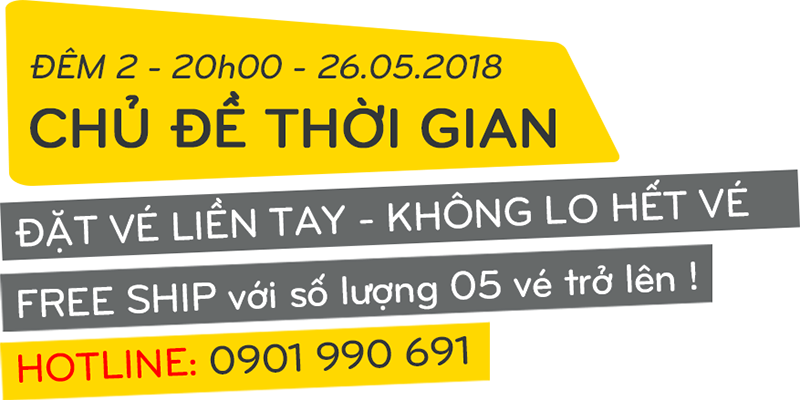 ĐÊM 2 - 20h00 - 26.05.2018
CHỦ ĐỀ THỜI GIAN
ĐẶT VÉ LIỀN TAY - KHÔNG LO HẾT VÉ
FREE SHIP với số lượng 05 vé trở lên !
HOTLINE: 0901 990 691